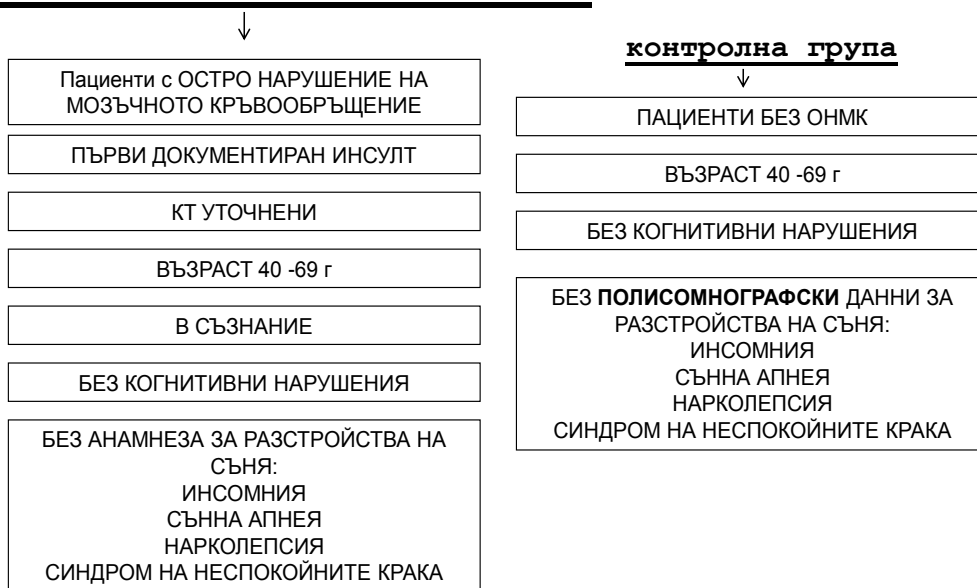 Пациенти с ОСТРО НАРУШЕНИЕ НА
МОЗЪЧНОТО КРЪВООБРЪЩЕНИЕ
ПЪРВИ ДОКУМЕНТИРАН ИНСУЛТ
КТ УТОЧНЕНИ
ВЪЗРАСТ 40 -69 г
В СЪЗНАНИЕ
БЕЗ КОГНИТИВНИ НАРУШЕНИЯ
БЕЗ АНАМНЕЗА ЗА РАЗСТРОЙСТВА НА
СЪНЯ:
ИНСОМНИЯ
СЪННА АПНЕЯ
НАРКОЛЕПСИЯ
СИНДРОМ НА НЕСПОКОЙНИТЕ КРАКА
контролна група
ПАЦИЕНТИ БЕЗ ОНМК
ВЪЗРАСТ 40 -69 г
БЕЗ КОГНИТИВНИ НАРУШЕНИЯ
БЕЗ ПОЛИСОМНОГРАФСКИ ДАННИ ЗА
РАЗСТРОЙСТВА НА СЪНЯ:
ИНСОМНИЯ
СЪННА АПНЕЯ
НАРКОЛЕПСИЯ
СИНДРОМ НА НЕСПОКОЙНИТЕ КРАКА